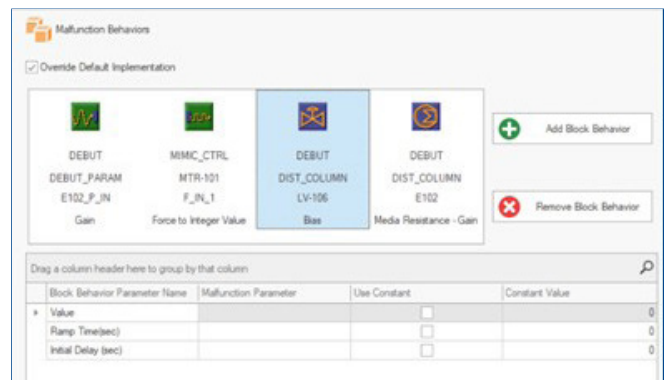 Malfunction Behaviors
Override Default Implementation
DEBUT MIMIC_CTRL DEBUT DEBUT
DEBUT_PARAM MTR-101 DIST_COLUMN DIST_COLUMN
E102_P_IN F_IN_1 LV-106 E102
Gain Force to Integer Value Bias Media Resistance - Gain
Add Block Behavior
Remove Block Behavior
Drag a column header here to group by that column
Block Behavior Parameter Name Malfunction Parameter Use Constant Constant Value
Value 0
Ramp Time(sec) 0
Initial Delay (sec) 0